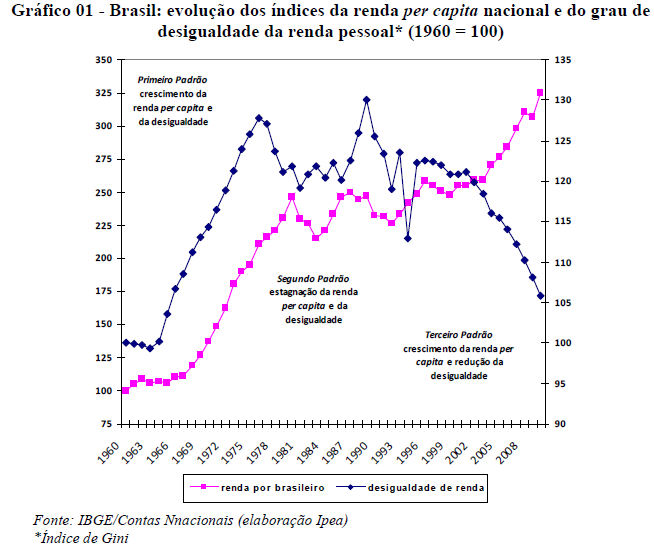 Gráfico 01 - Brasil: evolução dos índices da renda per capita nacional e do grau de
desigualdade da renda pessoal* (1960 = 100)
350
325
300
275
250
225
200
175
150
125
100
75
135
130
125
120
115
110
105
100
95
90
Primeiro Padrão
crescimento da
renda per capita e
da desigualdade
Segundo Padrão
estagnação da renda
per capita e da
desigualdade
Terceiro Padrão
crescimento da renda per
capita e redução da
desigualdade
1960
1963
1966
1969
1972
1975
1978
1981
1984
1987
1990
1993
1996
1999
2002
2005
2008
renda por brasileiro
desigualdade de renda
Fonte: IBGE/Contas Nnacionais (elaboração Ipea)
*Índice de Gini